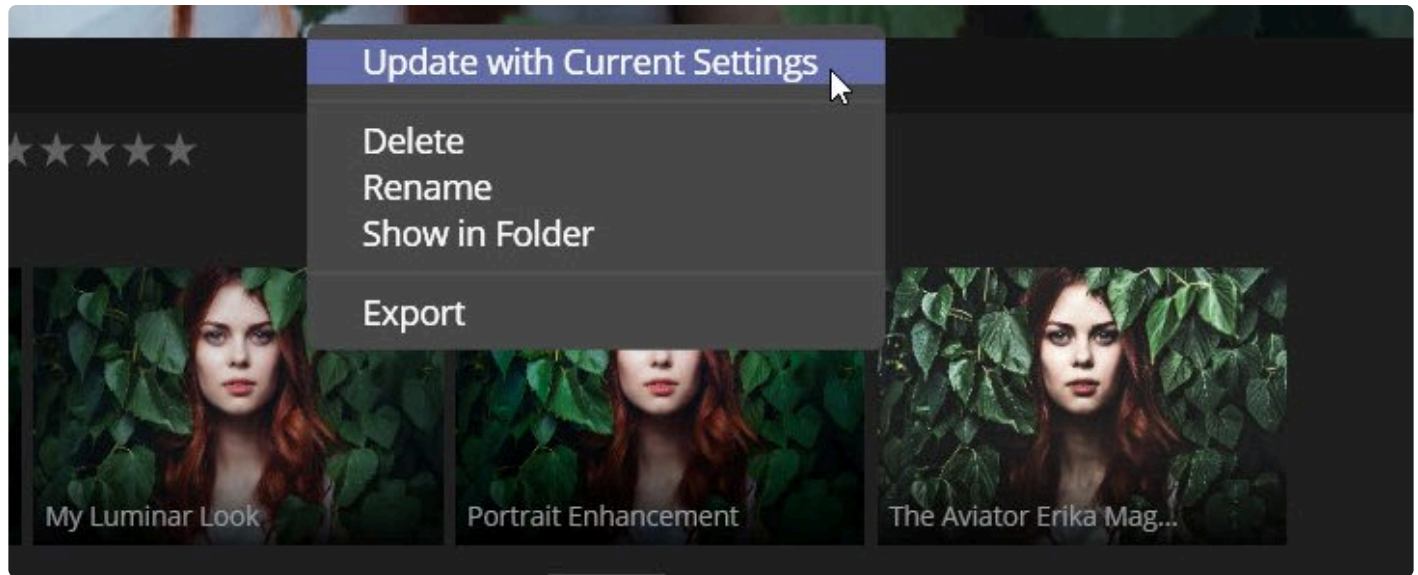 Update with Current Settings
Delete
Rename
Show in Folder
Export
My Luminar Look
Portrait Enhancement
The Aviator Erika Mag...